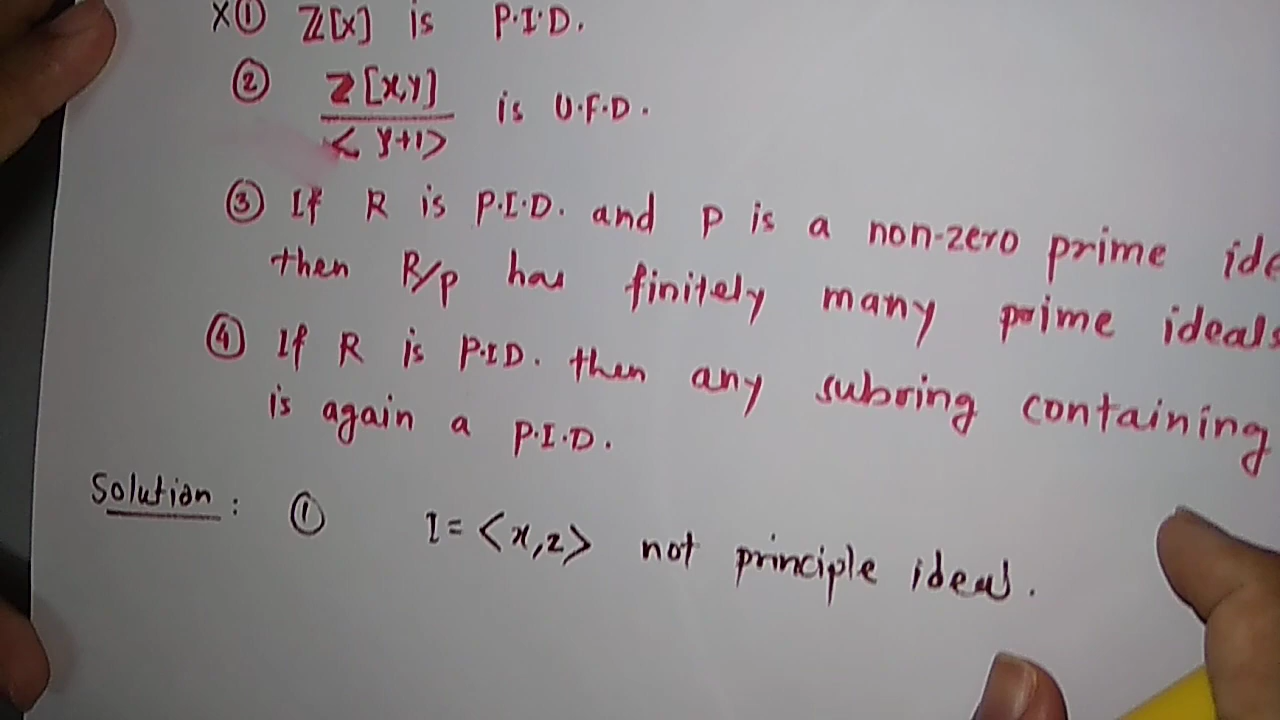 X① Z[x] is P.I.D.
② Z[x,y]
< y+1> is U.F.D.
③ If R is P.I.D. and P is a non-zero prime ide
then R/p has finitely many prime ideals
④ If R is P.I.D. then any subring containing
is again a P.I.D.
Solution : ① I = <x,2> not principle ideal.